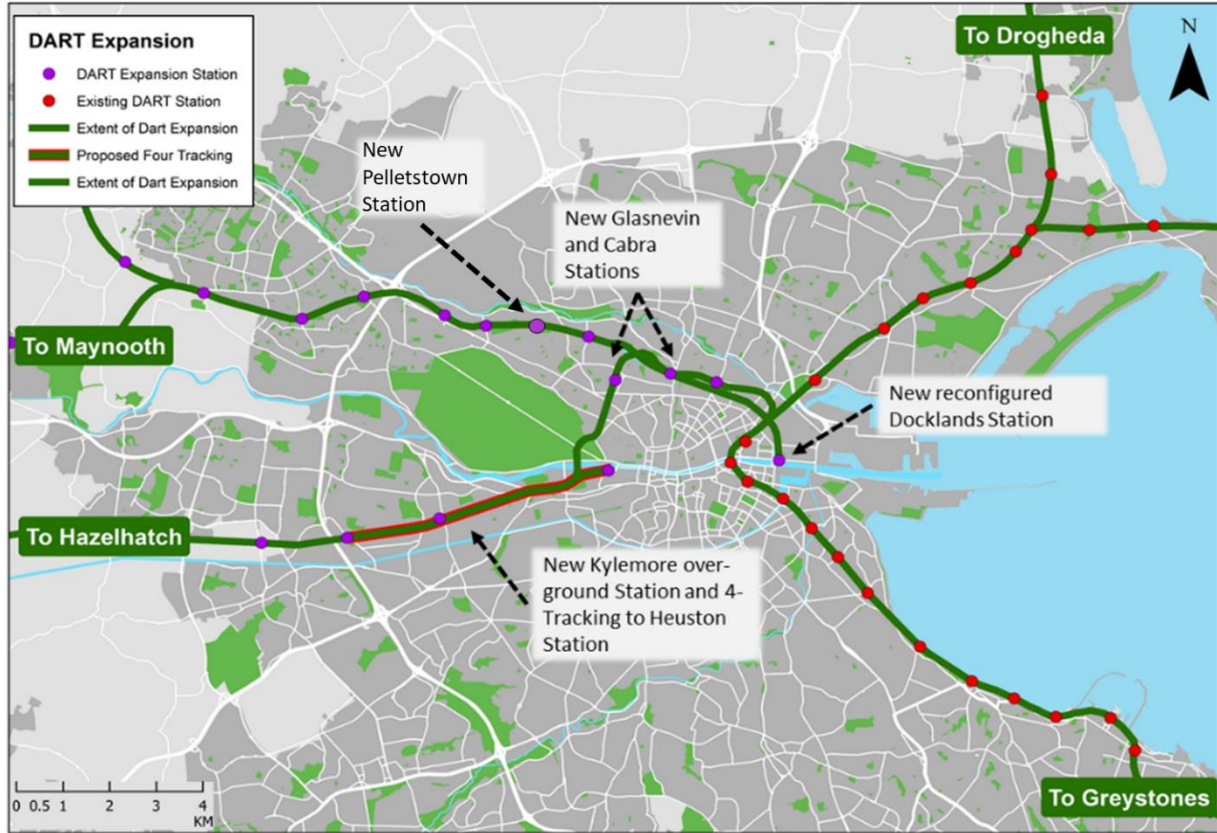 DART Expansion
DART Expansion Station
Existing DART Station
Extent of Dart Expansion
Proposed Four Tracking
Extent of Dart Expansion
To Drogheda
N
New
Pelletstown
Station
New Glasnevin
and Cabra
Stations
To Maynooth
New reconfigured
Docklands Station
To Hazelhatch
New Kylemore over-
ground Station and 4-
Tracking to Heuston
Station
To Greystones
0 0.5 1 2 3 4
KM